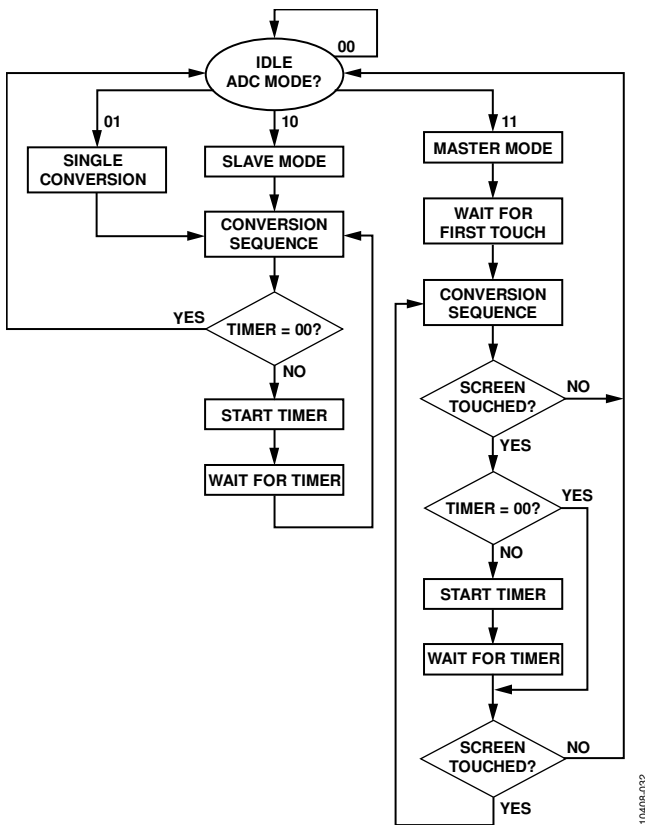 00
IDLE
ADC MODE?
01
10
11
SINGLE
CONVERSION
SLAVE MODE
MASTER MODE
CONVERSION
SEQUENCE
WAIT FOR
FIRST TOUCH
YES
TIMER = 00?
NO
CONVERSION
SEQUENCE
START TIMER
WAIT FOR TIMER
SCREEN
TOUCHED?
NO
YES
TIMER = 00?
YES
NO
START TIMER
WAIT FOR TIMER
SCREEN
TOUCHED?
NO
YES
10408-032